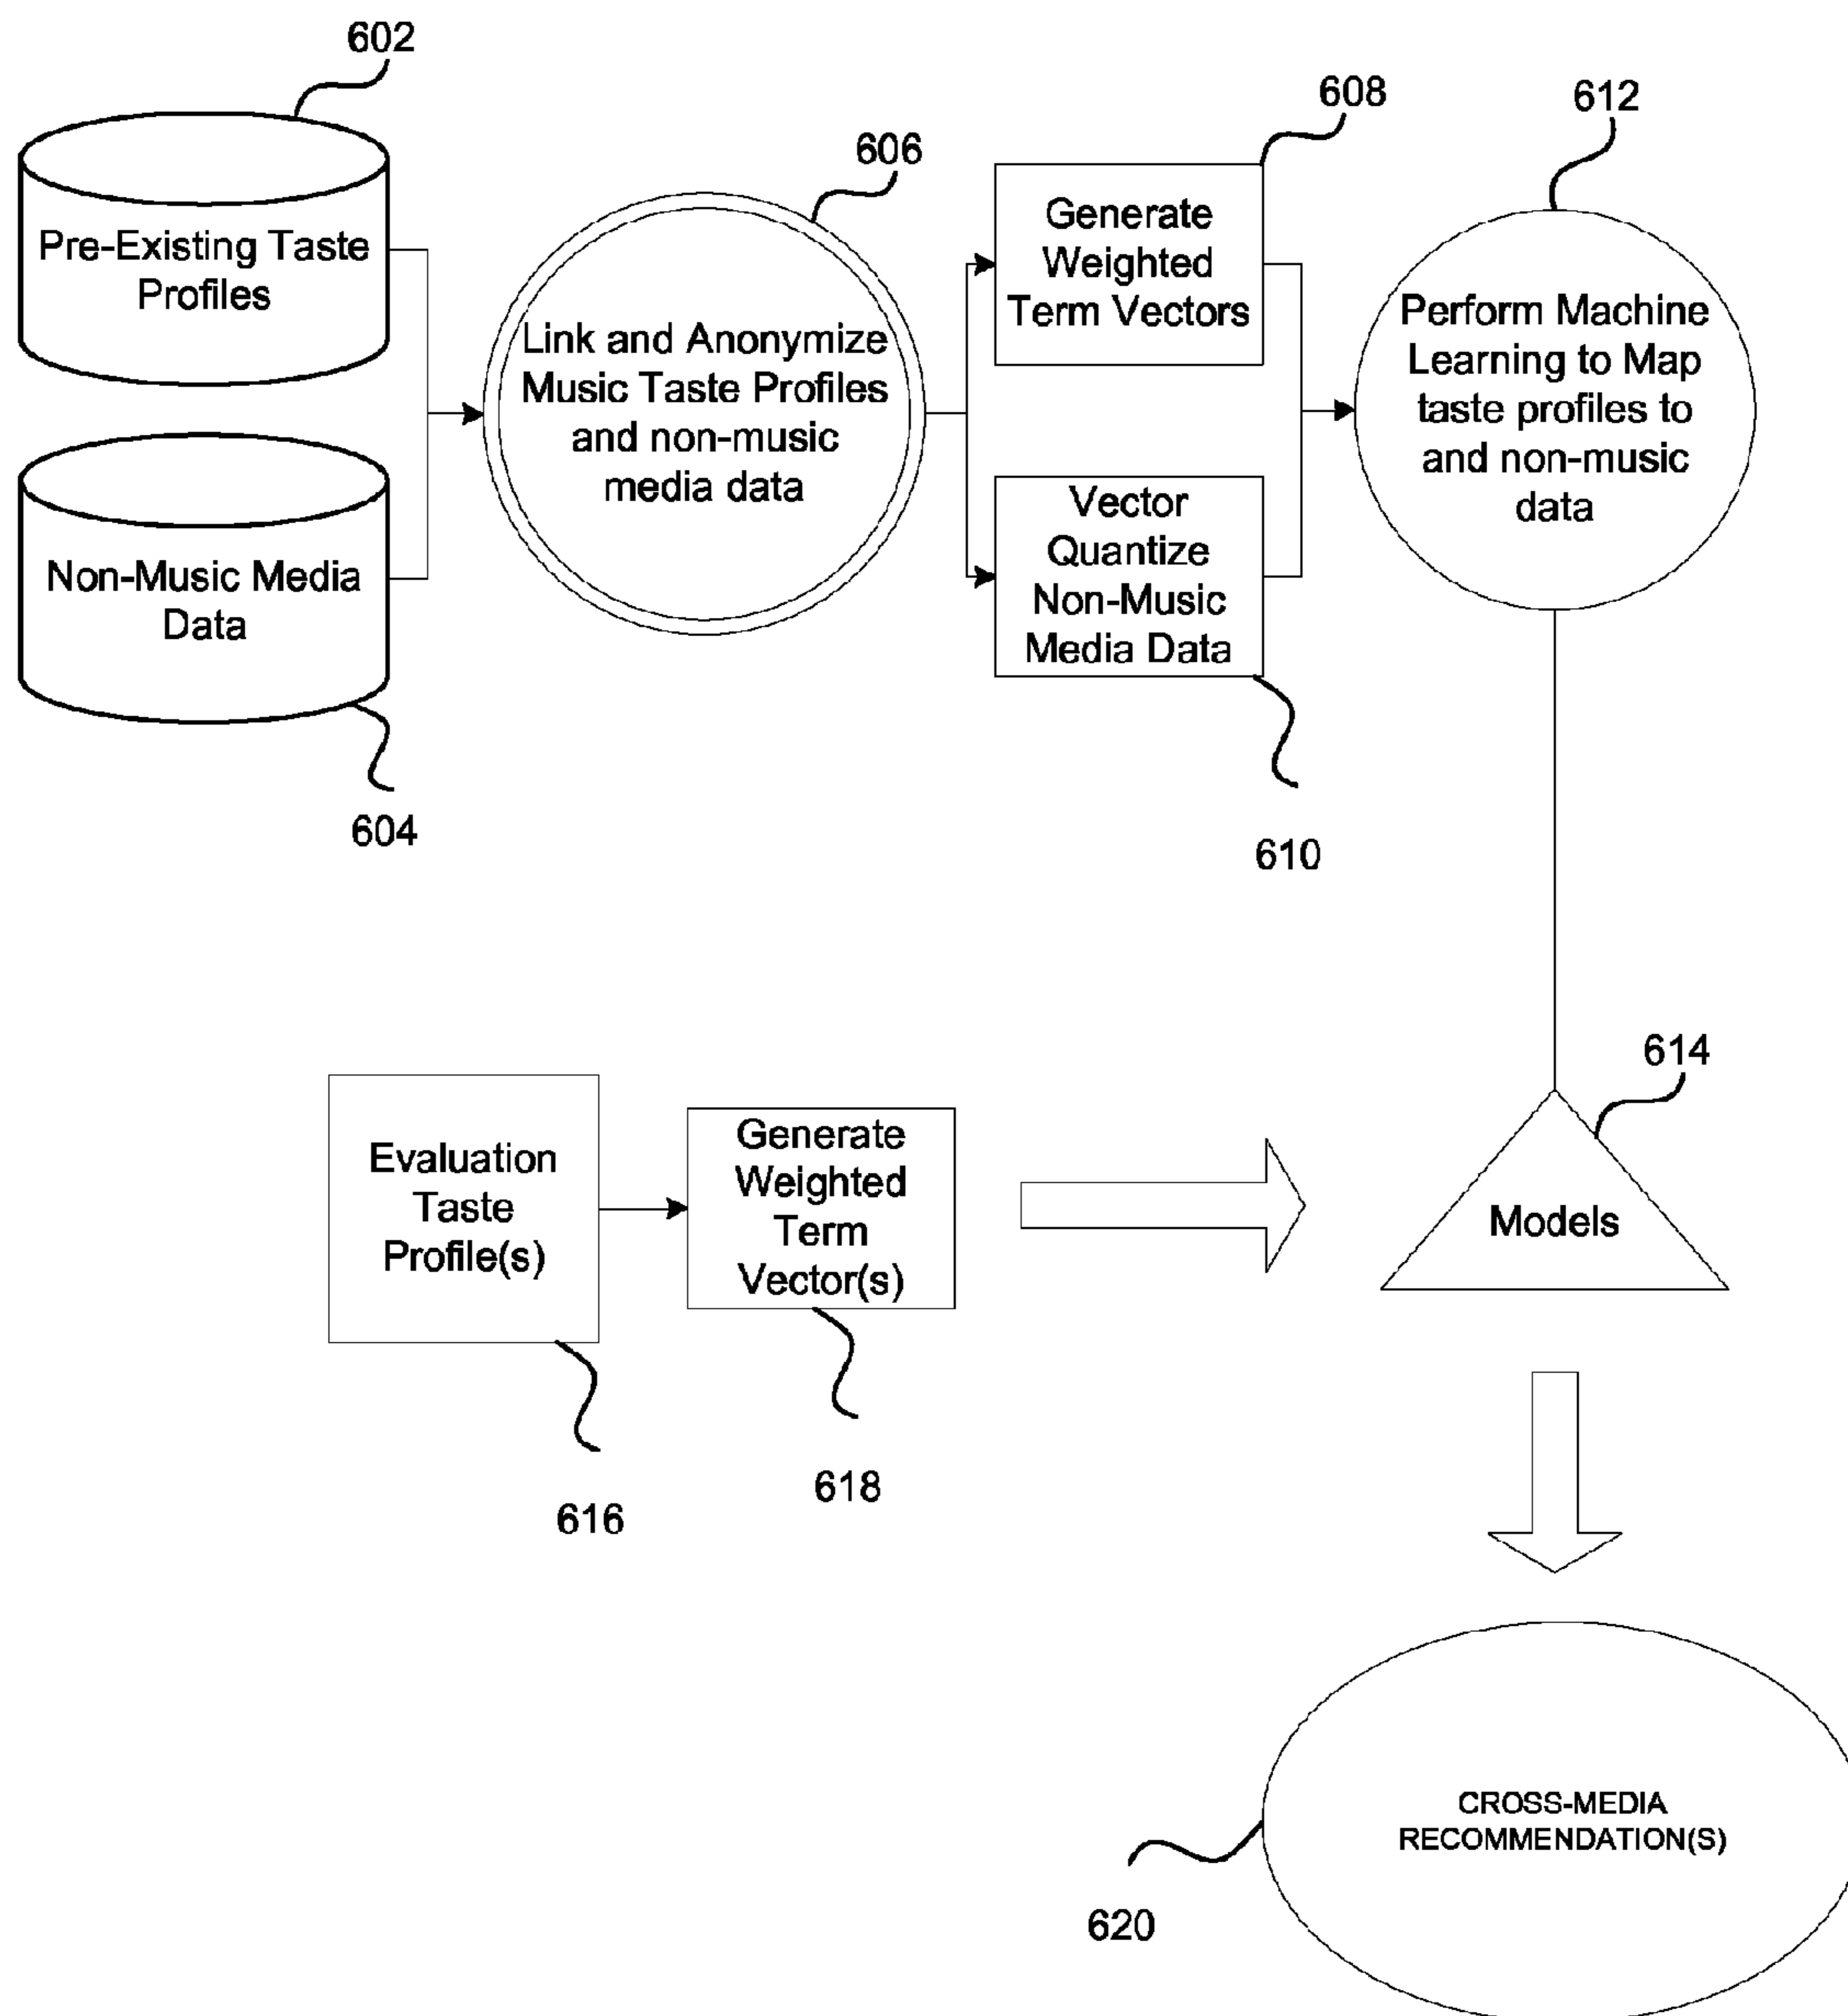 602
Pre-Existing Taste
Profiles
Non-Music Media
Data
604
606
Link and Anonymize
Music Taste Profiles
and non-music
media data
608
Generate
Weighted
Term Vectors
Vector
Quantize
Non-Music
Media Data
610
612
Perform Machine
Learning to Map
taste profiles to
and non-music
data
614
Models
Evaluation
Taste
Profile(s)
616
Generate
Weighted
Term
Vector(s)
618
CROSS-MEDIA
RECOMMENDATION(S)
620